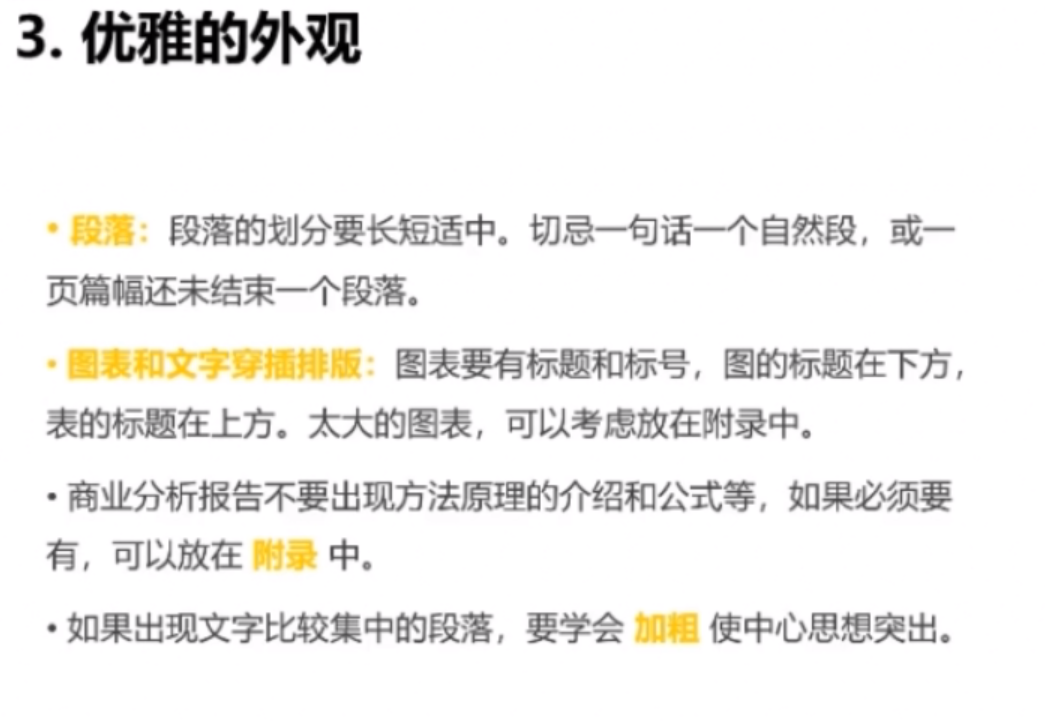 3. 优雅的外观
• 段落：段落的划分要长短适中。切忌一句话一个自然段，或一
页篇幅还未结束一个段落。
• 图表和文字穿插排版：图表要有标题和标号，图的标题在下方，
表的标题在上方。太大的图表，可以考虑放在附录中。
• 商业分析报告不要出现方法原理的介绍和公式等，如果必须要
有，可以放在 附录 中。
• 如果出现文字比较集中的段落，要学会 加粗 使中心思想突出。